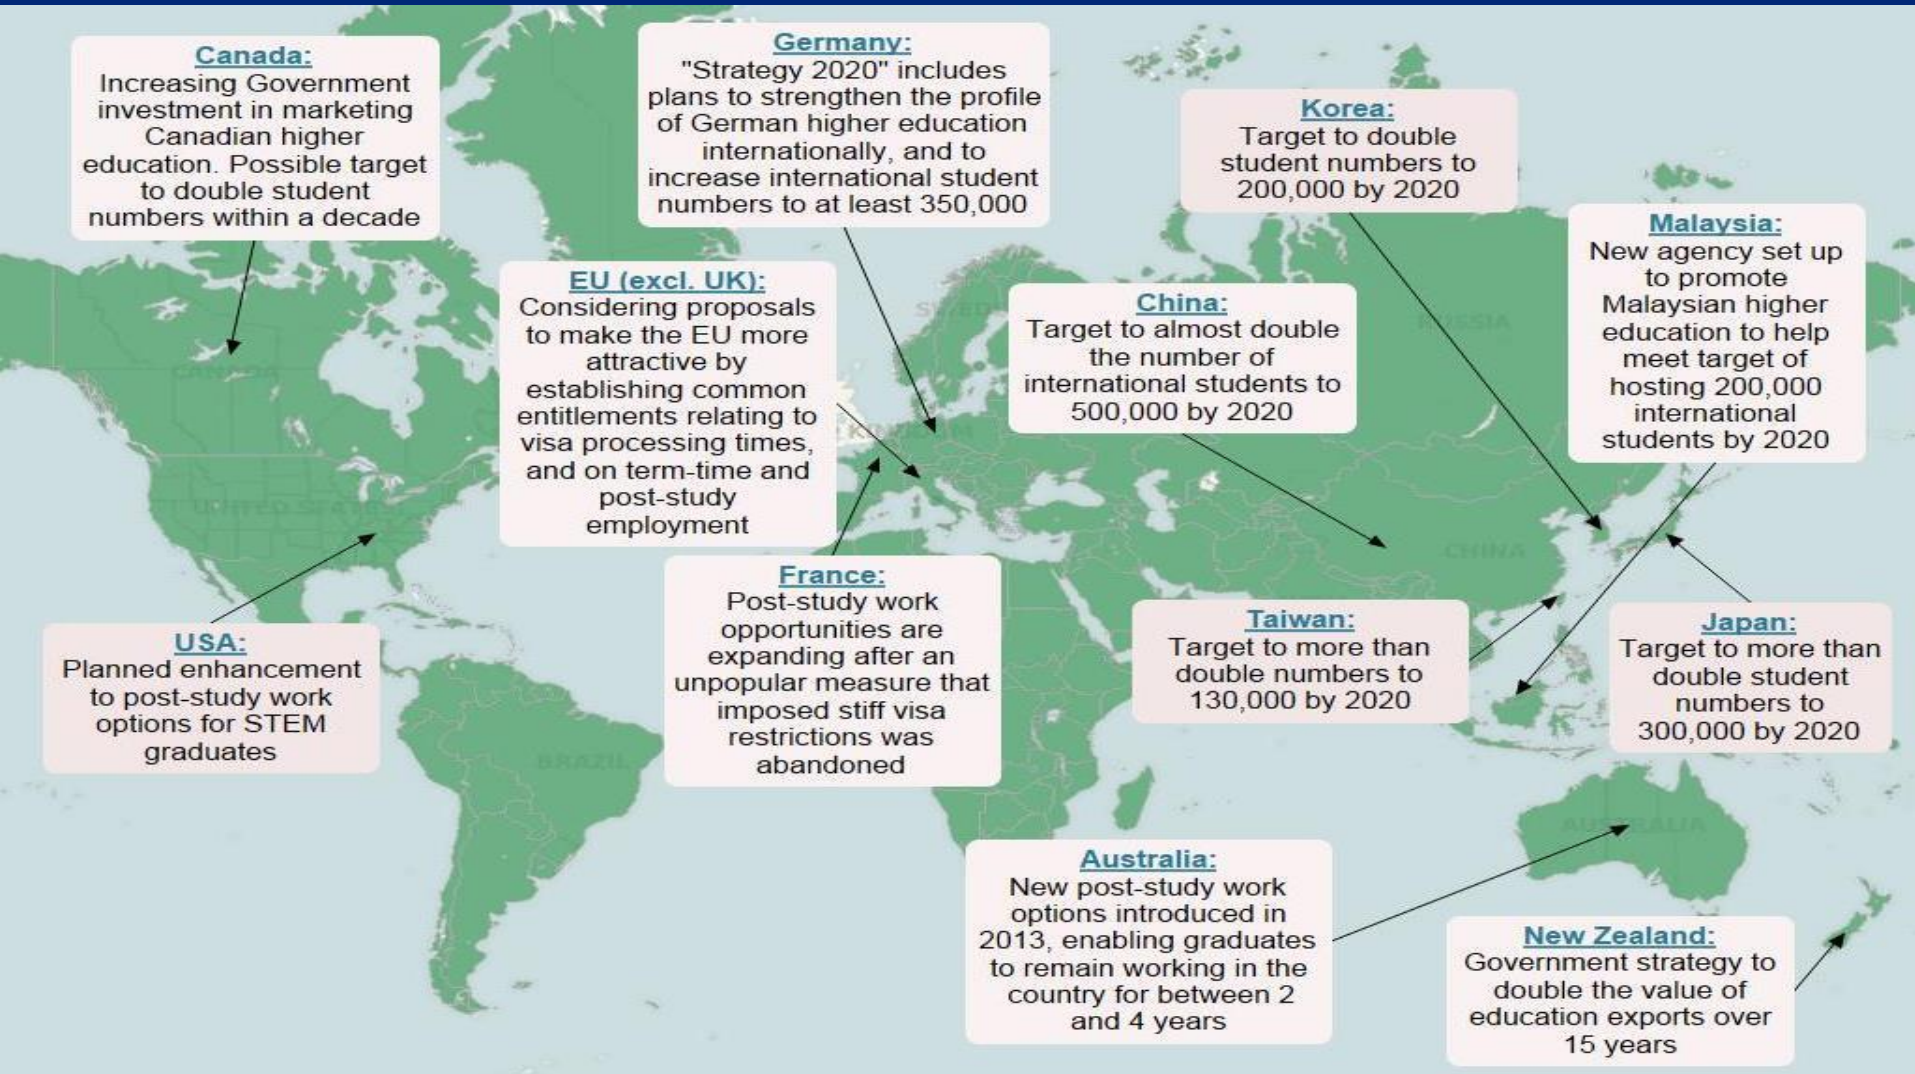 Canada:
Increasing Government
investment in marketing
Canadian higher
education. Possible target
to double student
numbers within a decade
Germany:
"Strategy 2020" includes
plans to strengthen the profile
of German higher education
internationally, and to
increase international student
numbers to at least 350,000
Korea:
Target to double
student numbers to
200,000 by 2020
Malaysia:
New agency set up
to promote
Malaysian higher
education to help
meet target of
hosting 200,000
international
students by 2020
EU (excl. UK):
Considering proposals
to make the EU more
attractive by
establishing common
entitlements relating to
visa processing times,
and on term-time and
post-study
employment
China:
Target to almost double
the number of
international students to
500,000 by 2020
SWED
RUSSIA
CANADA
KINGDOM
UNITED STATES
CHINA
France:
Post-study work
opportunities are
expanding after an
unpopular measure that
imposed stiff visa
restrictions was
abandoned
Taiwan:
Target to more than
double numbers to
130,000 by 2020
Japan:
Target to more than
double student
numbers to
300,000 by 2020
USA:
Planned enhancement
to post-study work
options for STEM
graduates
BRAZIL
AUSTRALIA
Australia:
New post-study work
options introduced in
2013, enabling graduates
to remain working in the
country for between 2
and 4 years
New Zealand:
Government strategy to
double the value of
education exports over
15 years